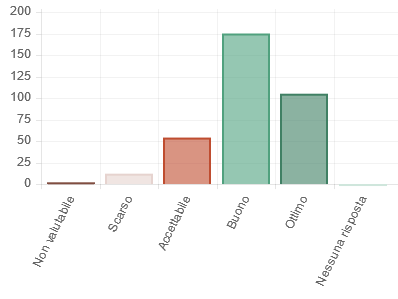 200
175
150
125
100
75
50
25
0
Non valutabile
Scarso
Accettabile
Buono
Ottimo
Nessuna risposta